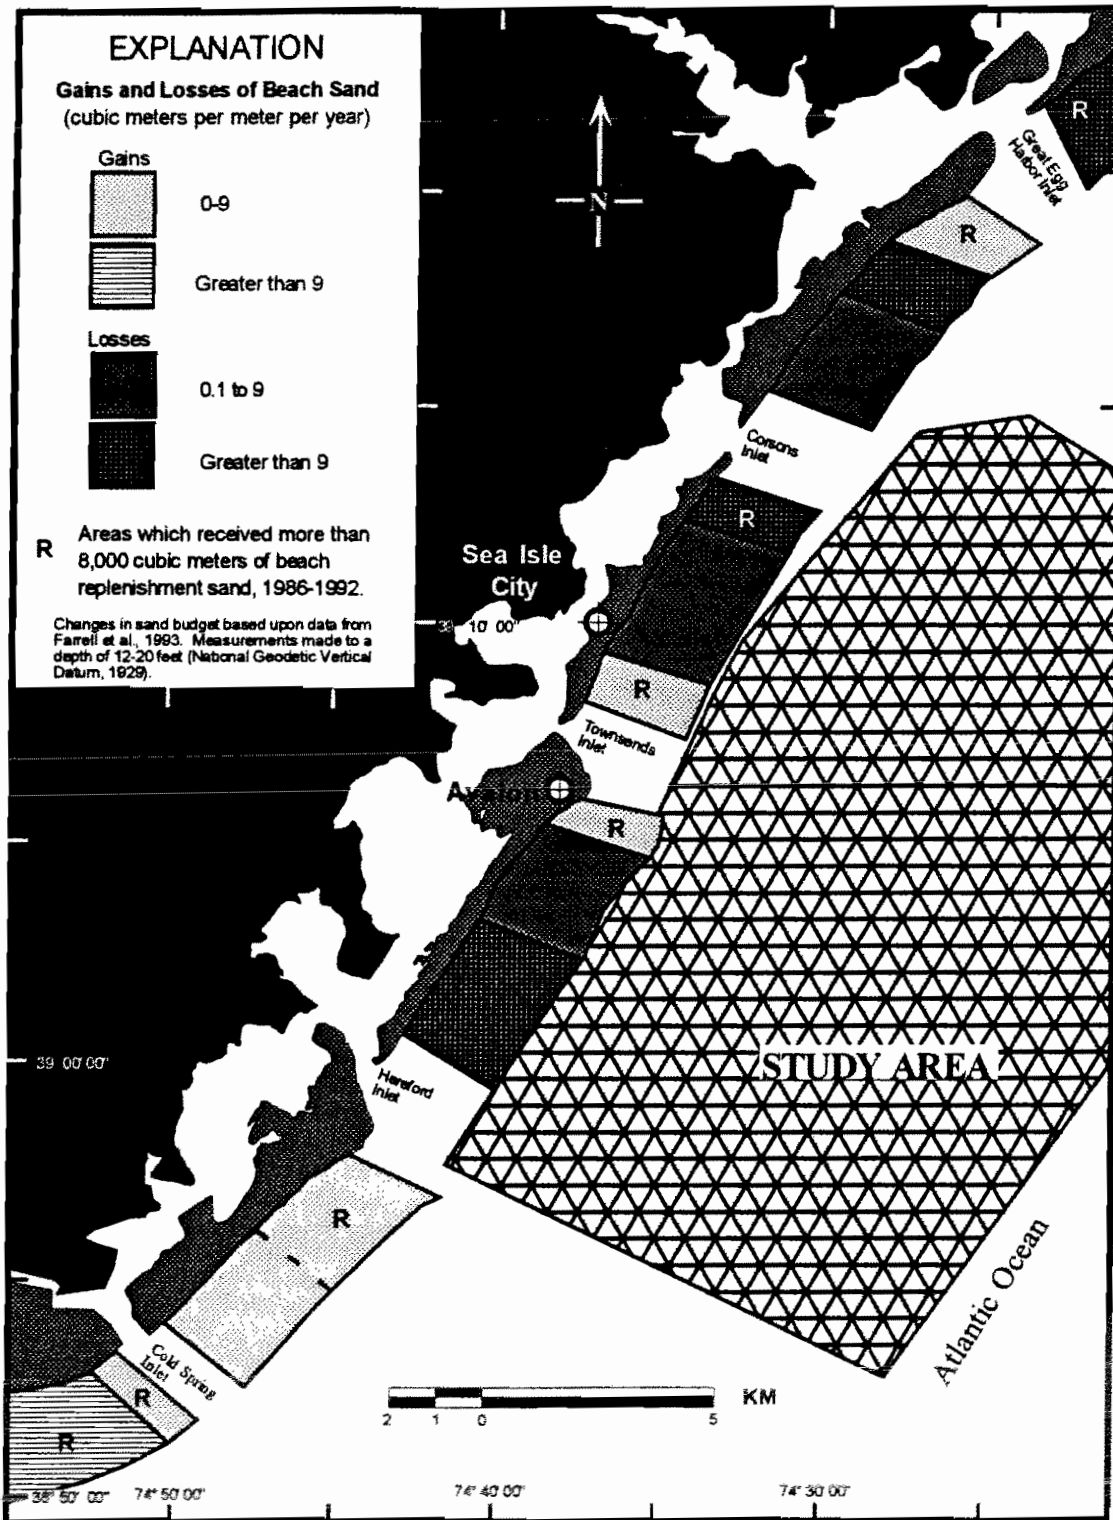 EXPLANATION
Gains and Losses of Beach Sand
(cubic meters per meter per year)
Gains
0-9
Greater than 9
Losses
0.1 to 9
Greater than 9
R Areas which received more than
8,000 cubic meters of beach
replenishment sand, 1986-1992.
Changes in sand budget based upon data from
Farrell et al., 1993. Measurements made to a
depth of 12-20 feet (National Geodetic Vertical
Datum, 1929).
N
R
Great Egg
Harbor Inlet
R
Corsons
Inlet
R
Sea Isle
City
10' 00"
R
Townsends
Inlet
Avalon
R
39 00'00"
Hereford
Inlet
STUDY AREA
R
Atlantic Ocean
Cold Spring
Inlet
R
R
KM
2 1 0 5
38° 50' 00"
74° 50'00"
74° 40'00"
74° 30'00"